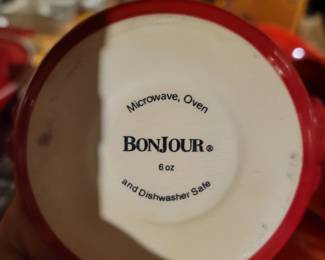 Microwave, Oven
BONJOUR®
6 oz
and Dishwasher Safe